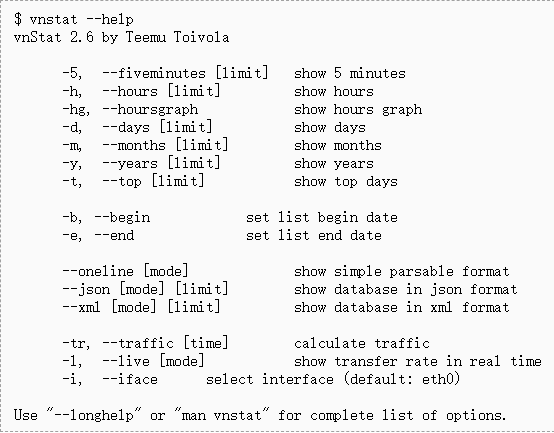 $ vnstat --help
vnStat 2.6 by Teemu Toivola

      -5,  --fiveminutes [limit]   show 5 minutes
      -h,  --hours [limit]         show hours
      -hg, --hoursgraph            show hours graph
      -d,  --days [limit]          show days
      -m,  --months [limit]        show months
      -y,  --years [limit]         show years
      -t,  --top [limit]           show top days

      -b, --begin            set list begin date
      -e, --end              set list end date

      --oneline [mode]             show simple parsable format
      --json [mode] [limit]        show database in json format
      --xml [mode] [limit]         show database in xml format

      -tr, --traffic [time]        calculate traffic
      -l,  --live [mode]           show transfer rate in real time
      -i,  --iface      select interface (default: eth0)

Use "--longhelp" or "man vnstat" for complete list of options.